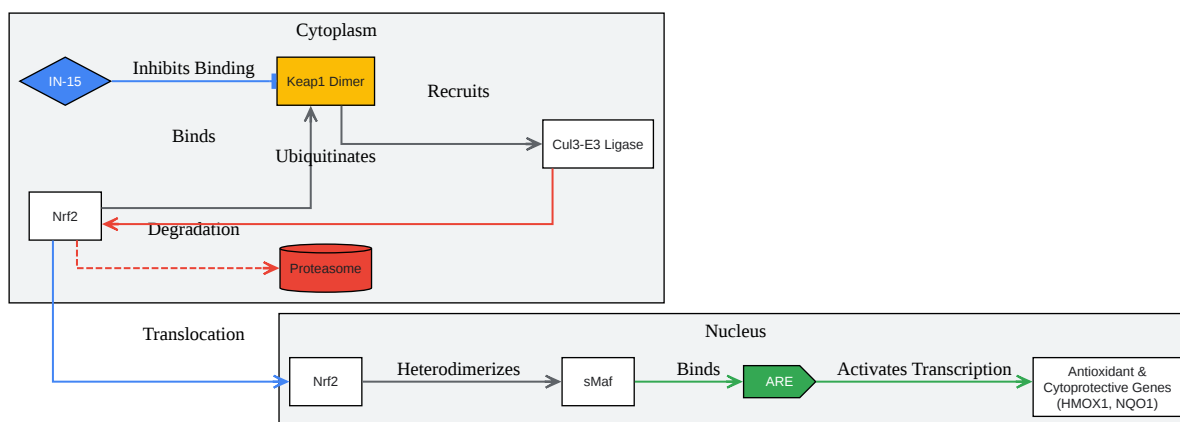 Cytoplasm
IN-15
Inhibits Binding
Keap1 Dimer
Recruits
Binds
Ubiquitinates
Cul3-E3 Ligase
Nrf2
Degradation
Proteasome
Translocation
Nucleus
Nrf2
Heterodimerizes
sMaf
Binds
ARE
Activates Transcription
Antioxidant &
Cytoprotective Genes
(HMOX1, NQO1)